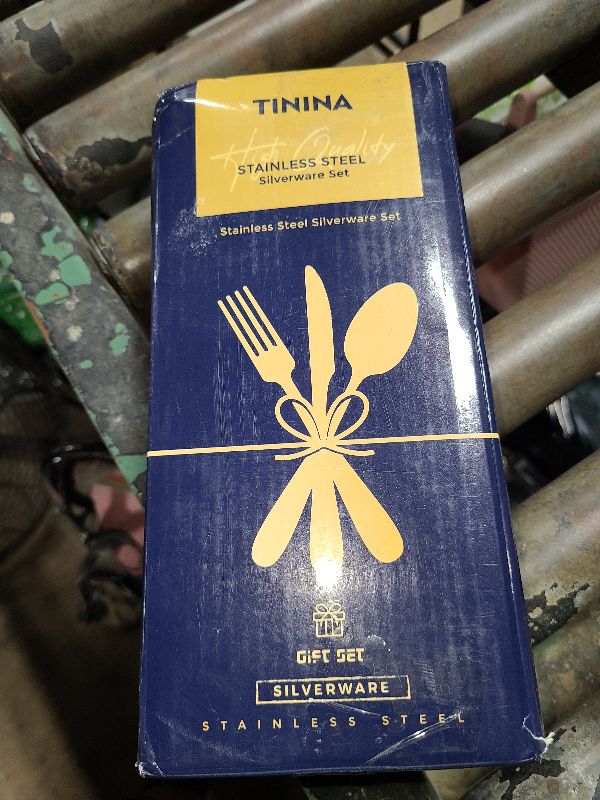 TININA
High Quality
STAINLESS STEEL
Silverware Set
Stainless Steel Silverware Set
GIFT SET
SILVERWARE
STAINLESS STEEL